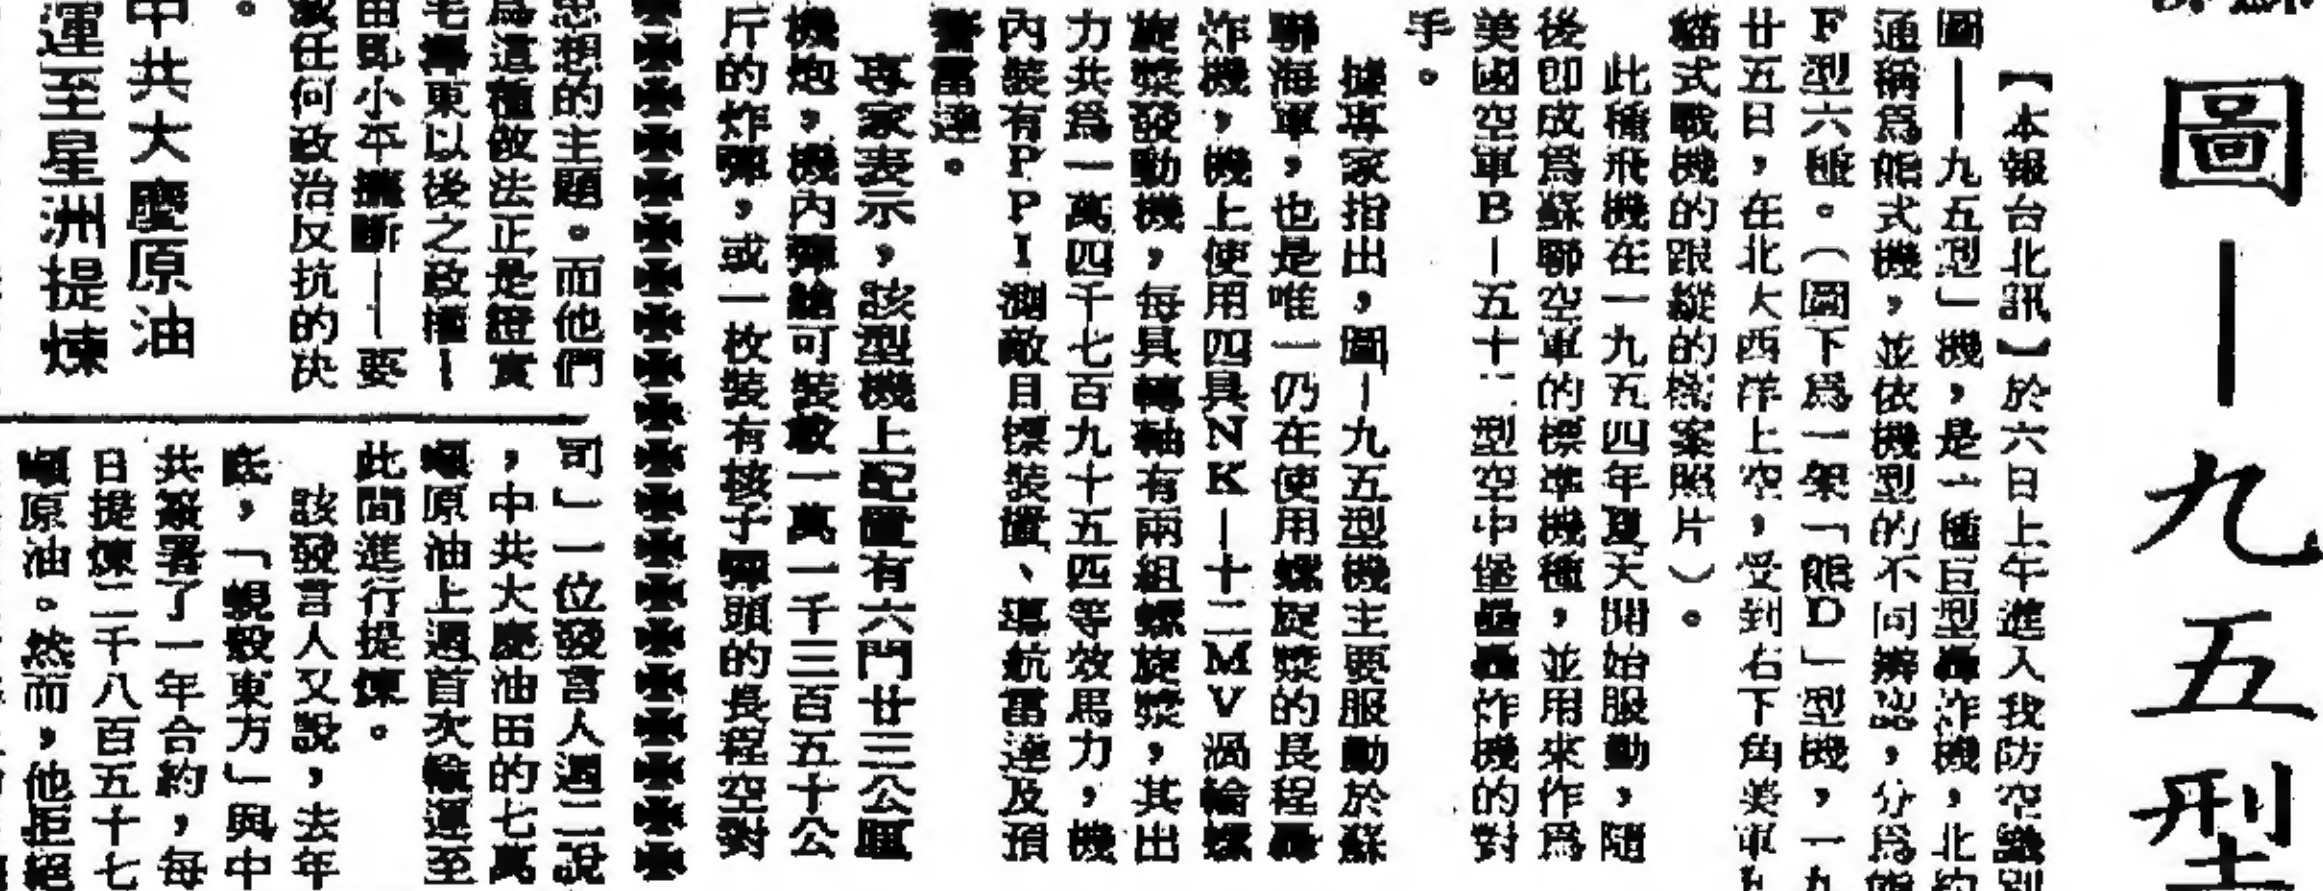 圖—九五型
【本報台北訊】於六日上午進入我防空識別
圖——九五型」機,是一種巨型轟炸機,北約
通稱爲熊式機,並依機型的不同辨認,分爲熊
F型六種。(圖下爲一架「熊D」型機,一九
廿五日,在北大西洋上空,受到右下角美軍
貓式戰機的跟蹤的檔案照片)。
此種飛機在一九五四年夏天開始服勤,隨
後卽成爲蘇聯空軍的標準機種,並用來作爲
美國空軍B—五十二型空中堡壘轟炸機的對
手。
據專家指出,圖—九五型機主要服勤於蘇
聯海軍,也是唯一仍在使用螺旋槳的長程轟
炸機,機上使用四具NK—十二MV渦輪螺
旋槳發動機,每具轉軸有兩組螺旋槳,其出
力共爲一萬四千七百九十五匹等效馬力,機
內裝有PPI測敵目標裝置、導航雷達及預
警雷達。
專家表示,該型機上配置有六門廿三公厘
機炮,機內彈艙可裝載一萬一千三百五十公
斤的炸彈,或一枚裝有核子彈頭的長程空對
思想的主題。而他們
爲這種做法正是證實
毛澤東以後之政權—
由鄧小平攏斷——要
任何政治反抗的決
。
中共大慶原油
運至星洲提煉
司」一位發言人週二說
,中共大慶油田的七萬
噸原油上週首次輸運至
此間進行提煉。
該發言人又說,去年
底,「蜆殼東方」與中
共簽署了一年合約,每
日提煉二千八百五十七
噸原油。然而,他拒絕